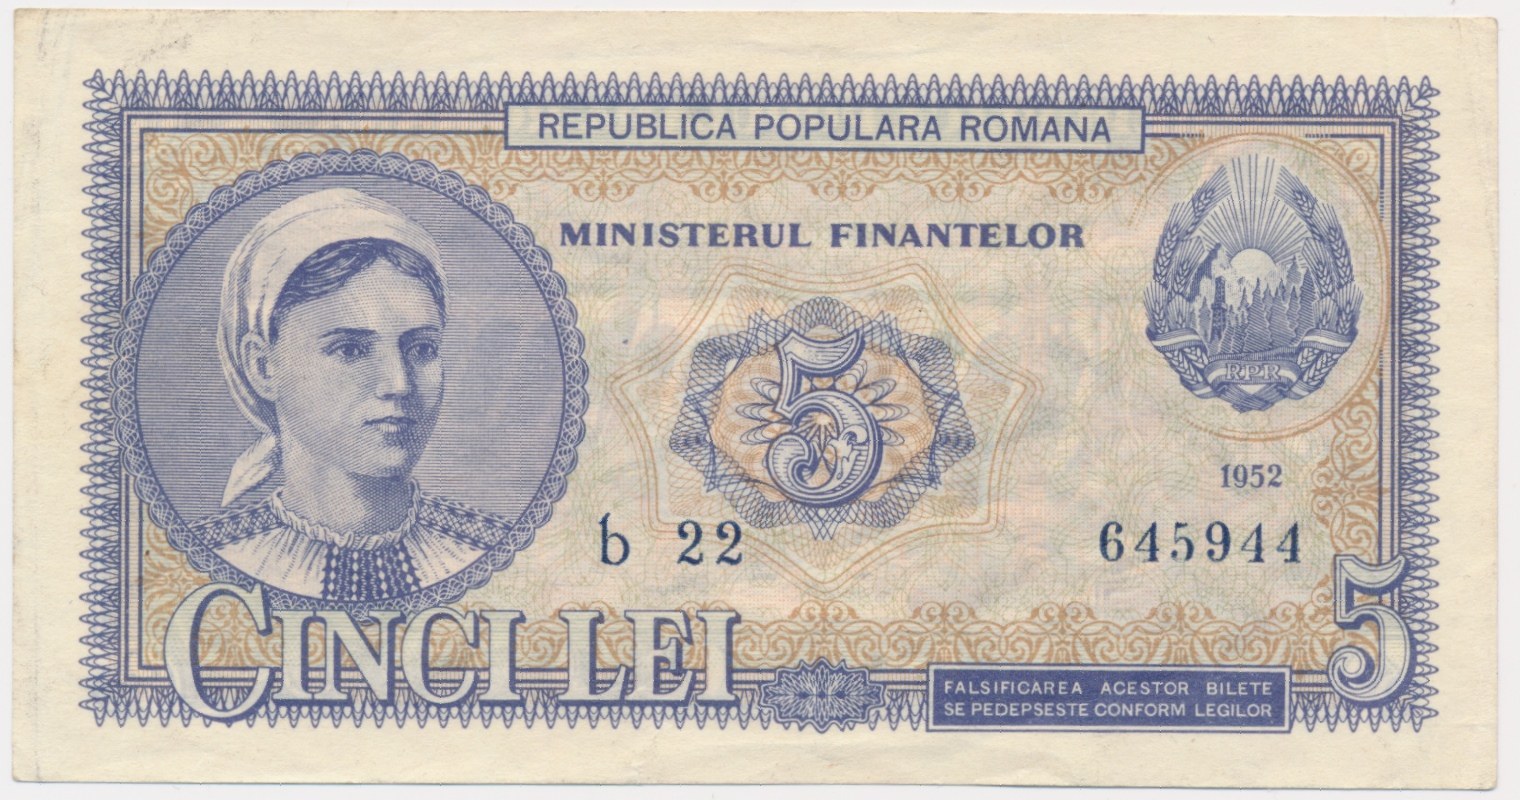 REPUBLICA POPULARA ROMANA
MINISTERUL FINANTELOR
5
RPR
1952
b 22
645944
CINCI LEI
5
FALSIFICAREA ACESTOR BILETE
SE PEDEPSESTE CONFORM LEGILOR